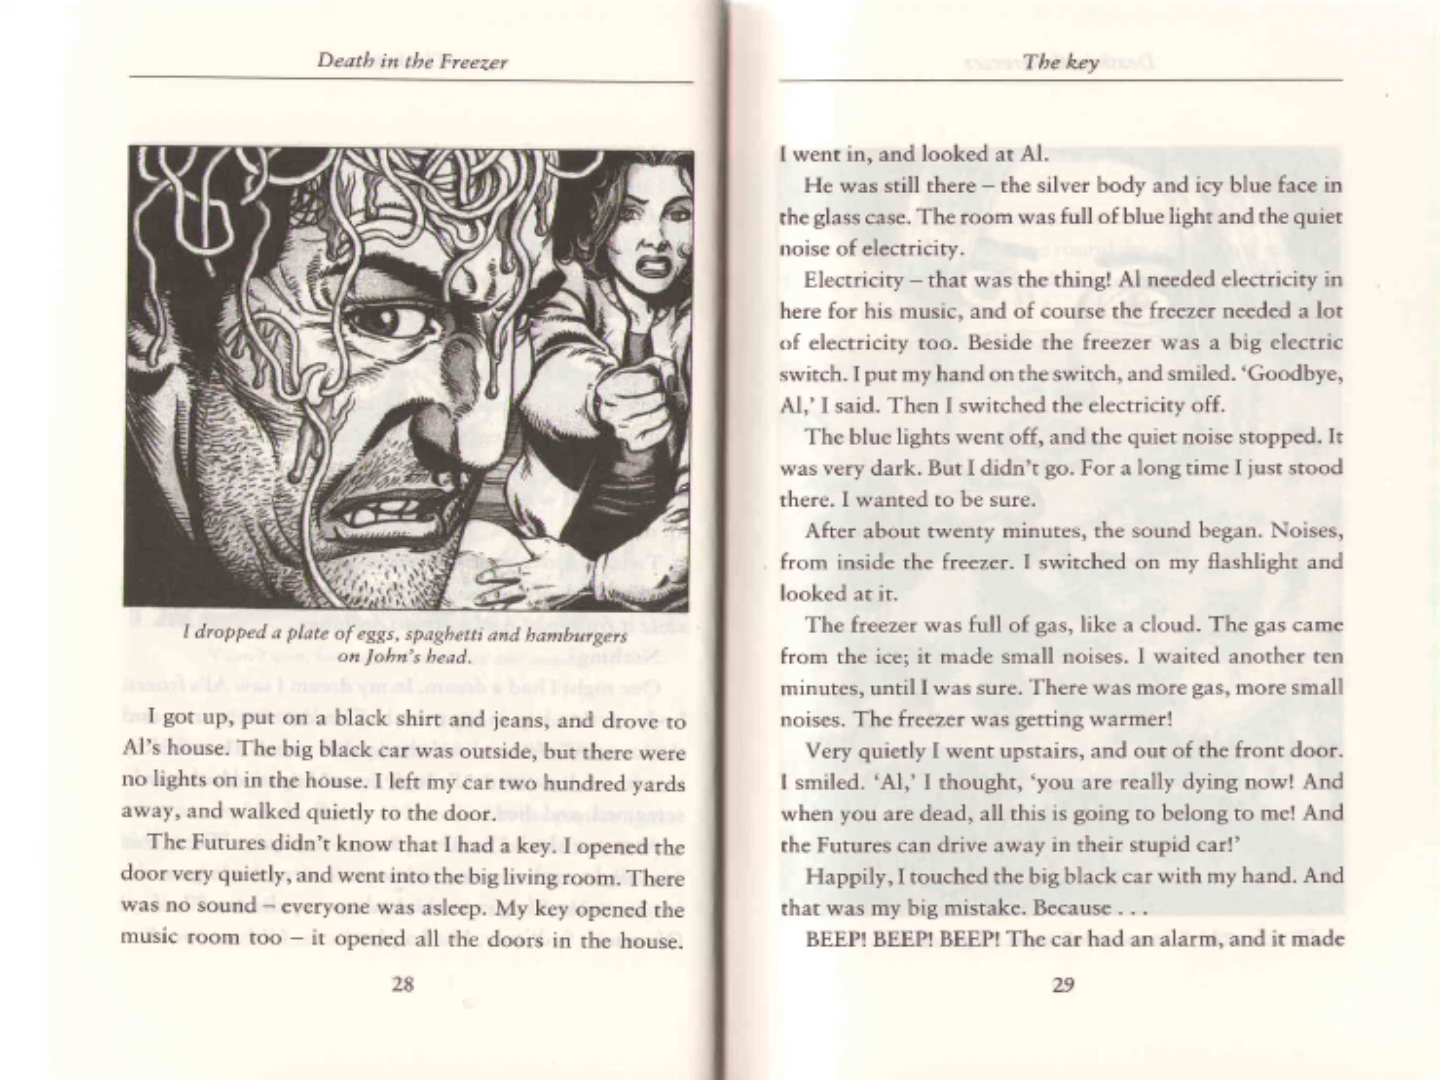 Death in the Freezer
I dropped a plate of eggs, spaghetti and hamburgers
on John's head.
I got up, put on a black shirt and jeans, and drove to
Al's house. The big black car was outside, but there were
no lights on in the house. I left my car two hundred yards
away, and walked quietly to the door.
The Futures didn't know that I had a key. I opened the
door very quietly, and went into the big living room. There
was no sound – everyone was asleep. My key opened the
music room too – it opened all the doors in the house.
28
The key
I went in, and looked at Al.
He was still there – the silver body and icy blue face in
the glass case. The room was full of blue light and the quiet
noise of electricity.
Electricity – that was the thing! Al needed electricity in
here for his music, and of course the freezer needed a lot
of electricity too. Beside the freezer was a big electric
switch. I put my hand on the switch, and smiled. 'Goodbye,
Al,' I said. Then I switched the electricity off.
The blue lights went off, and the quiet noise stopped. It
was very dark. But I didn't go. For a long time I just stood
there. I wanted to be sure.
After about twenty minutes, the sound began. Noises,
from inside the freezer. I switched on my flashlight and
looked at it.
The freezer was full of gas, like a cloud. The gas came
from the ice; it made small noises. I waited another ten
minutes, until I was sure. There was more gas, more small
noises. The freezer was getting warmer!
Very quietly I went upstairs, and out of the front door.
I smiled. 'Al,' I thought, 'you are really dying now! And
when you are dead, all this is going to belong to me! And
the Futures can drive away in their stupid car!'
Happily, I touched the big black car with my hand. And
that was my big mistake. Because . . .
BEEP! BEEP! BEEP! The car had an alarm, and it made
29